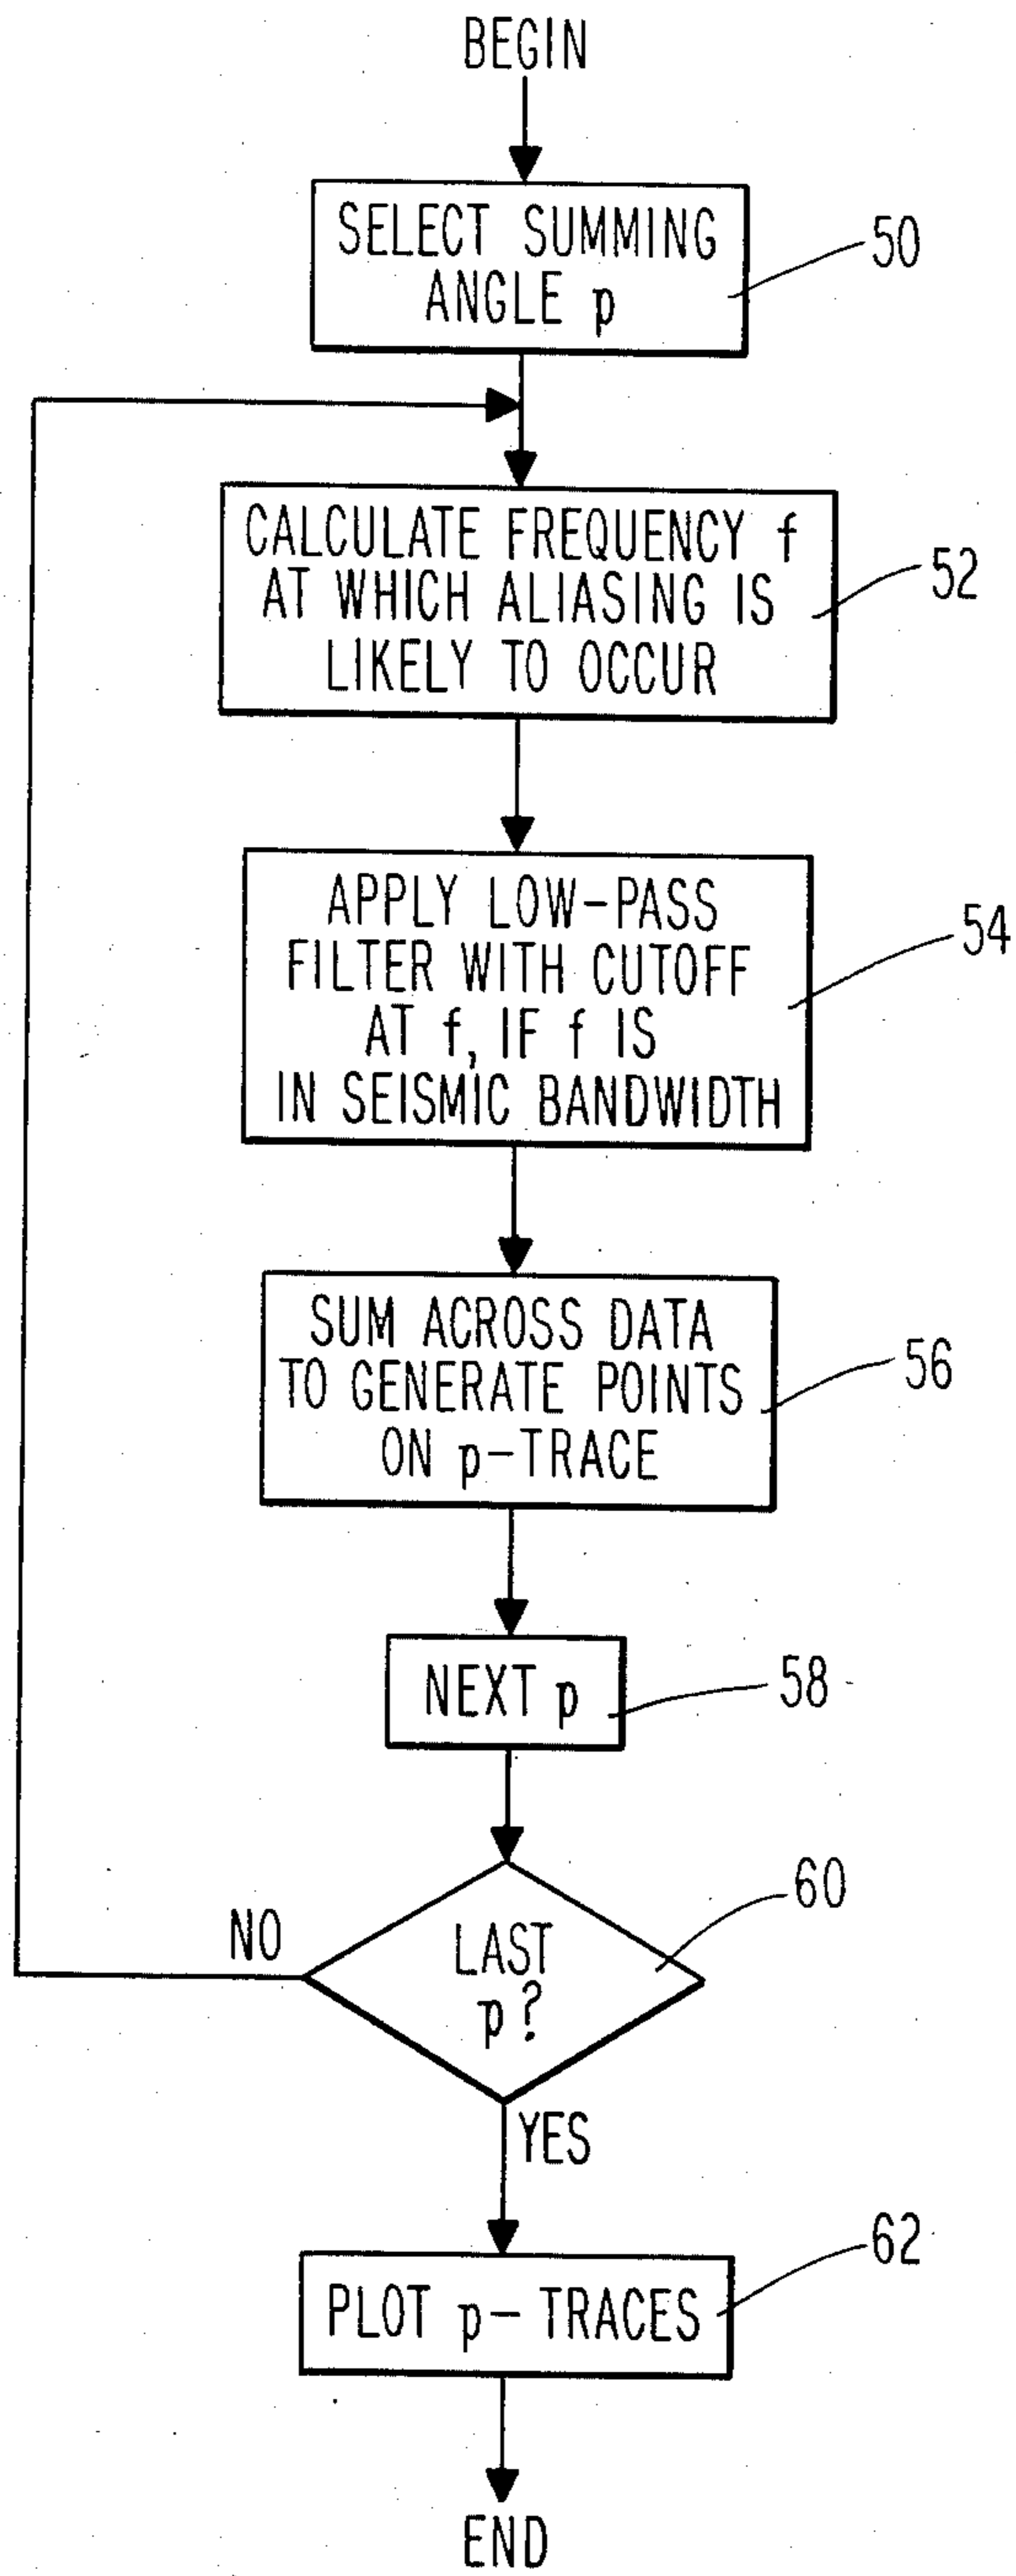 BEGIN
SELECT SUMMING
ANGLE p
50
CALCULATE FREQUENCY f
AT WHICH ALIASING IS
LIKELY TO OCCUR
52
APPLY LOW-PASS
FILTER WITH CUTOFF
AT f, IF f IS
IN SEISMIC BANDWIDTH
54
SUM ACROSS DATA
TO GENERATE POINTS
ON p-TRACE
56
NEXT p
58
LAST
p?
60
NO
YES
PLOT p- TRACES
62
END